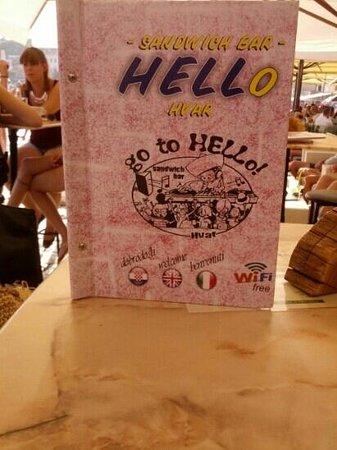 - SANDWICH BAR -
HELLO
HVAR
go to HELLo!
sandwich
bar
Hvar
dobrodošli welcome benvenuti
WiFi
free